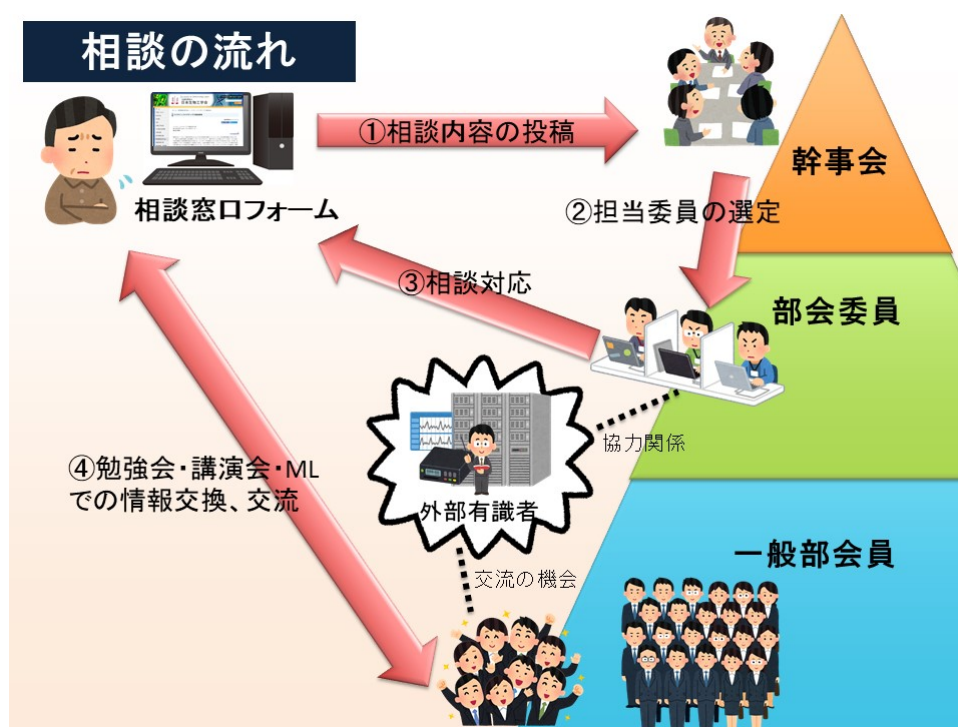 相談の流れ
①相談内容の投稿
幹事会
相談窓口フォーム
②担当委員の選定
③相談対応
部会委員
協力関係
④勉強会・講演会・ML
での情報交換、交流
外部有識者
一般部会員
交流の機会